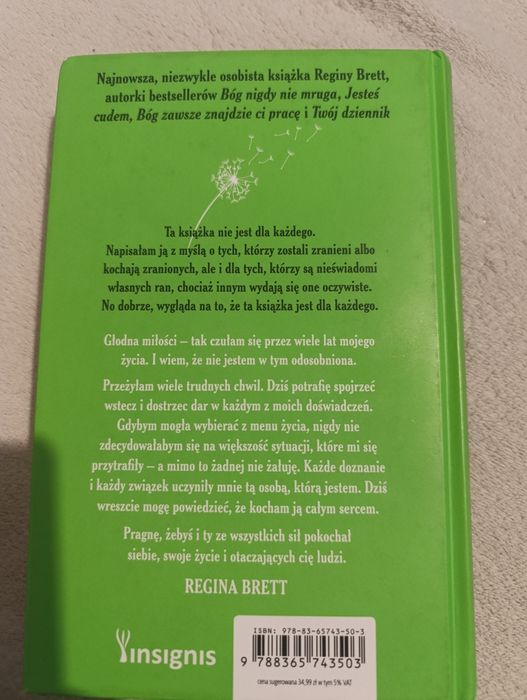 Najnowsza, niezwykle osobista książka Reginy Brett,
autorki bestsellerów Bóg nigdy nie mruga, Jesteś
cudem, Bóg zawsze znajdzie ci pracę i Twój dziennik
Ta książka nie jest dla każdego.
Napisałam ją z myślą o tych, którzy zostali zranieni albo
kochają zranionych, ale i dla tych, którzy są nieświadomi
własnych ran, chociaż innym wydają się one oczywiste.
No dobrze, wygląda na to, że ta książka jest dla każdego.
Głodna miłości – tak czułam się przez wiele lat mojego
życia. I wiem, że nie jestem w tym odosobniona.
Przeżyłam wiele trudnych chwil. Dziś potrafię spojrzeć
wstecz i dostrzec dar w każdym z moich doświadczeń.
Gdybym mogła wybierać z menu życia, nigdy nie
zdecydowałabym się na większość sytuacji, które mi się
przytrafiły – a mimo to żadnej nie żałuję. Każde doznanie
i każdy związek uczyniły mnie tą osobą, którą jestem. Dziś
wreszcie mogę powiedzieć, że kocham ją całym sercem.
Pragnę, żebyś i ty ze wszystkich sił pokochał
siebie, swoje życie i otaczających cię ludzi.
REGINA BRETT
insignis
ISBN: 978-83-65743-50-3
9 788365 743503
cena sugerowana 34,99 zł w tym 5% VAT